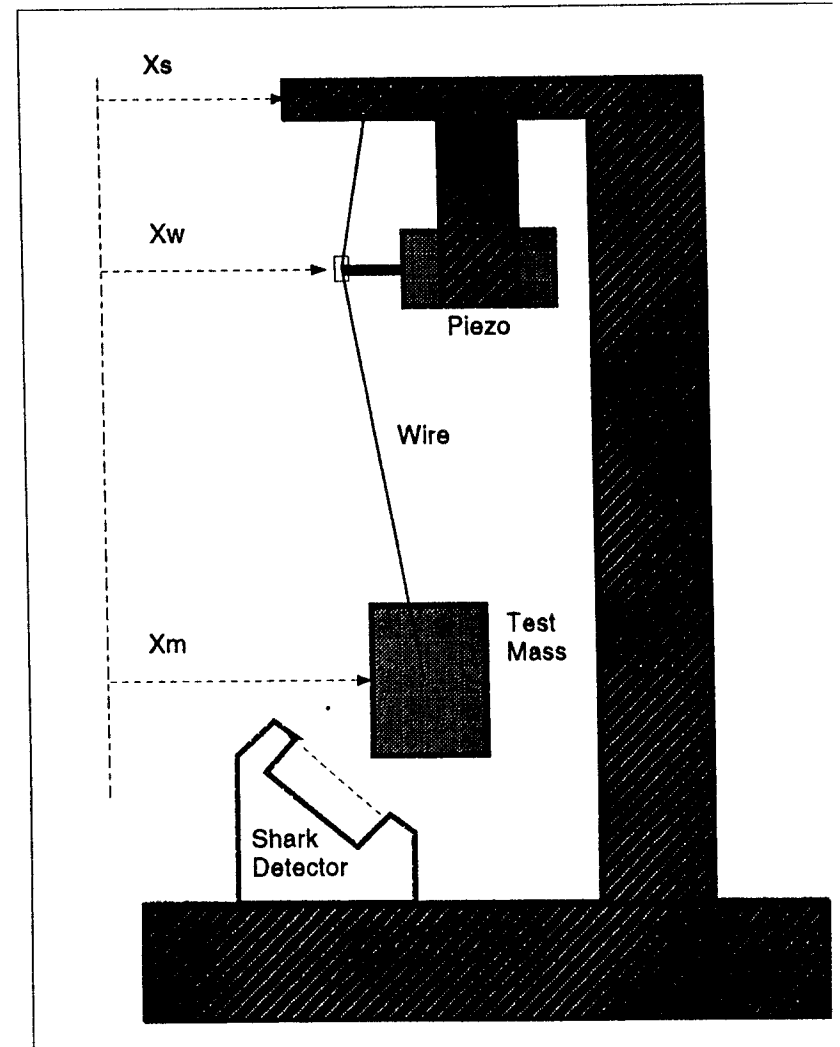 Xs
Xw
Piezo
Wire
Test
Mass
Xm
Shark
Detector